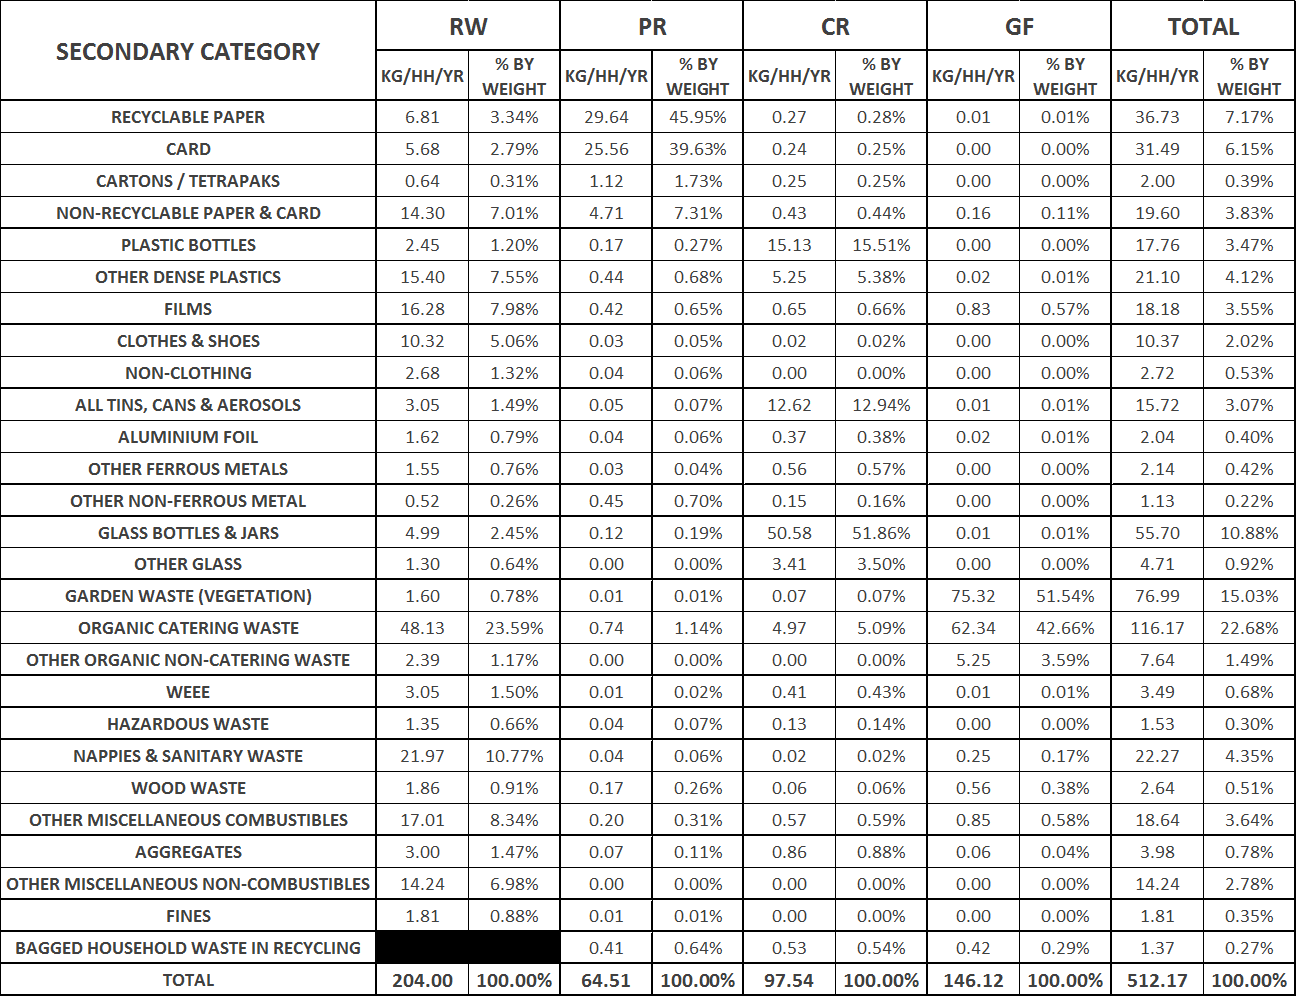 SECONDARY CATEGORY RW PR CR GF TOTAL
KG/HH/YR % BY WEIGHT KG/HH/YR % BY WEIGHT KG/HH/YR % BY WEIGHT KG/HH/YR % BY WEIGHT KG/HH/YR % BY WEIGHT
RECYCLABLE PAPER 6.81 3.34% 29.64 45.95% 0.27 0.28% 0.01 0.01% 36.73 7.17%
CARD 5.68 2.79% 25.56 39.63% 0.24 0.25% 0.00 0.00% 31.49 6.15%
CARTONS / TETRAPAKS 0.64 0.31% 1.12 1.73% 0.25 0.25% 0.00 0.00% 2.00 0.39%
NON-RECYCLABLE PAPER & CARD 14.30 7.01% 4.71 7.31% 0.43 0.44% 0.16 0.11% 19.60 3.83%
PLASTIC BOTTLES 2.45 1.20% 0.17 0.27% 15.13 15.51% 0.00 0.00% 17.76 3.47%
OTHER DENSE PLASTICS 15.40 7.55% 0.44 0.68% 5.25 5.38% 0.02 0.01% 21.10 4.12%
FILMS 16.28 7.98% 0.42 0.65% 0.65 0.66% 0.83 0.57% 18.18 3.55%
CLOTHES & SHOES 10.32 5.06% 0.03 0.05% 0.02 0.02% 0.00 0.00% 10.37 2.02%
NON-CLOTHING 2.68 1.32% 0.04 0.06% 0.00 0.00% 0.00 0.00% 2.72 0.53%
ALL TINS, CANS & AEROSOLS 3.05 1.49% 0.05 0.07% 12.62 12.94% 0.01 0.01% 15.72 3.07%
ALUMINIUM FOIL 1.62 0.79% 0.04 0.06% 0.37 0.38% 0.02 0.01% 2.04 0.40%
OTHER FERROUS METALS 1.55 0.76% 0.03 0.04% 0.56 0.57% 0.00 0.00% 2.14 0.42%
OTHER NON-FERROUS METAL 0.52 0.26% 0.45 0.70% 0.15 0.16% 0.00 0.00% 1.13 0.22%
GLASS BOTTLES & JARS 4.99 2.45% 0.12 0.19% 50.58 51.86% 0.01 0.01% 55.70 10.88%
OTHER GLASS 1.30 0.64% 0.00 0.00% 3.41 3.50% 0.00 0.00% 4.71 0.92%
GARDEN WASTE (VEGETATION) 1.60 0.78% 0.01 0.01% 0.07 0.07% 75.32 51.54% 76.99 15.03%
ORGANIC CATERING WASTE 48.13 23.59% 0.74 1.14% 4.97 5.09% 62.34 42.66% 116.17 22.68%
OTHER ORGANIC NON-CATERING WASTE 2.39 1.17% 0.00 0.00% 0.00 0.00% 5.25 3.59% 7.64 1.49%
WEEE 3.05 1.50% 0.01 0.02% 0.41 0.43% 0.01 0.01% 3.49 0.68%
HAZARDOUS WASTE 1.35 0.66% 0.04 0.07% 0.13 0.14% 0.00 0.00% 1.53 0.30%
NAPPIES & SANITARY WASTE 21.97 10.77% 0.04 0.06% 0.02 0.02% 0.25 0.17% 22.27 4.35%
WOOD WASTE 1.86 0.91% 0.17 0.26% 0.06 0.06% 0.56 0.38% 2.64 0.51%
OTHER MISCELLANEOUS COMBUSTIBLES 17.01 8.34% 0.20 0.31% 0.57 0.59% 0.85 0.58% 18.64 3.64%
AGGREGATES 3.00 1.47% 0.07 0.11% 0.86 0.88% 0.06 0.04% 3.98 0.78%
OTHER MISCELLANEOUS NON-COMBUSTIBLES 14.24 6.98% 0.00 0.00% 0.00 0.00% 0.00 0.00% 14.24 2.78%
FINES 1.81 0.88% 0.01 0.01% 0.00 0.00% 0.00 0.00% 1.81 0.35%
BAGGED HOUSEHOLD WASTE IN RECYCLING 0.41 0.64% 0.53 0.54% 0.42 0.29% 1.37 0.27%
TOTAL 204.00 100.00% 64.51 100.00% 97.54 100.00% 146.12 100.00% 512.17 100.00%